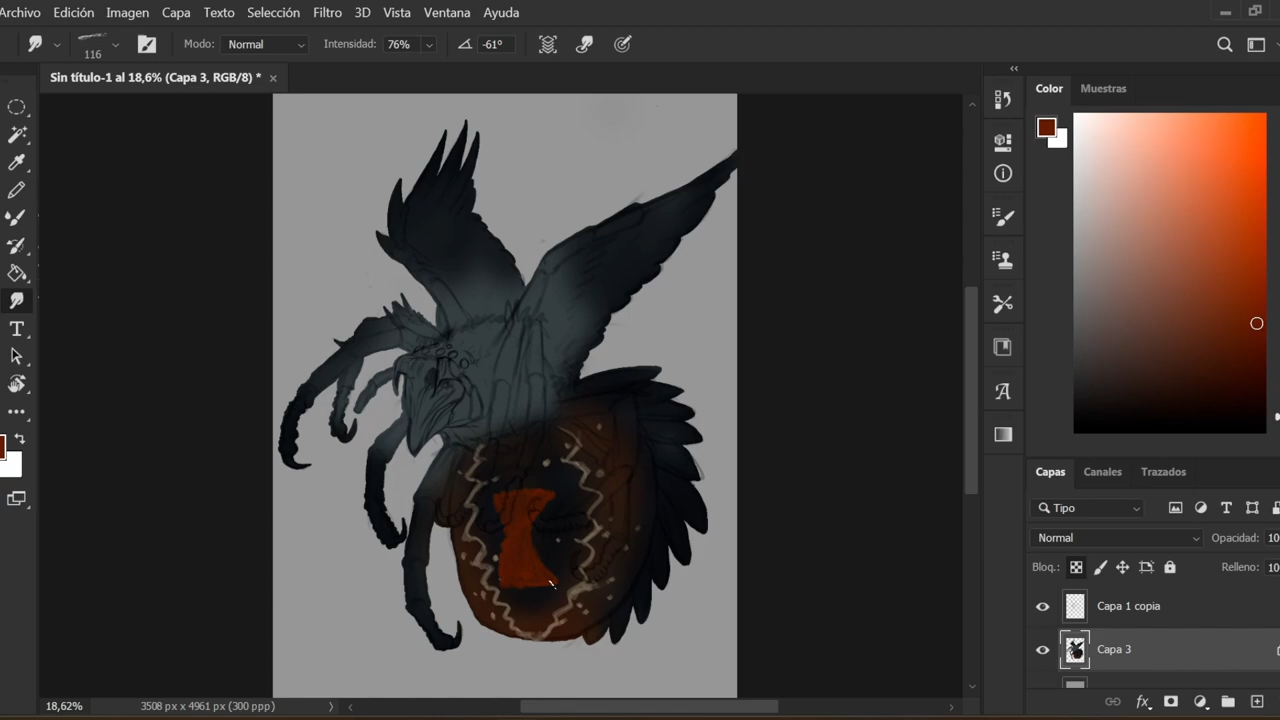 Archivo Edición Imagen Capa Texto Selección Filtro 3D Vista Ventana Ayuda
116 Modo: Normal Intensidad: 76% -61°
Sin título-1 al 18,6% (Capa 3, RGB/8) * ×
Color Muestras
Capas Canales Trazados
Tipo
Normal Opacidad: 10
Bloq.: Relleno: 10
Capa 1 copia
Capa 3
18,62% 3508 px x 4961 px (300 ppp)